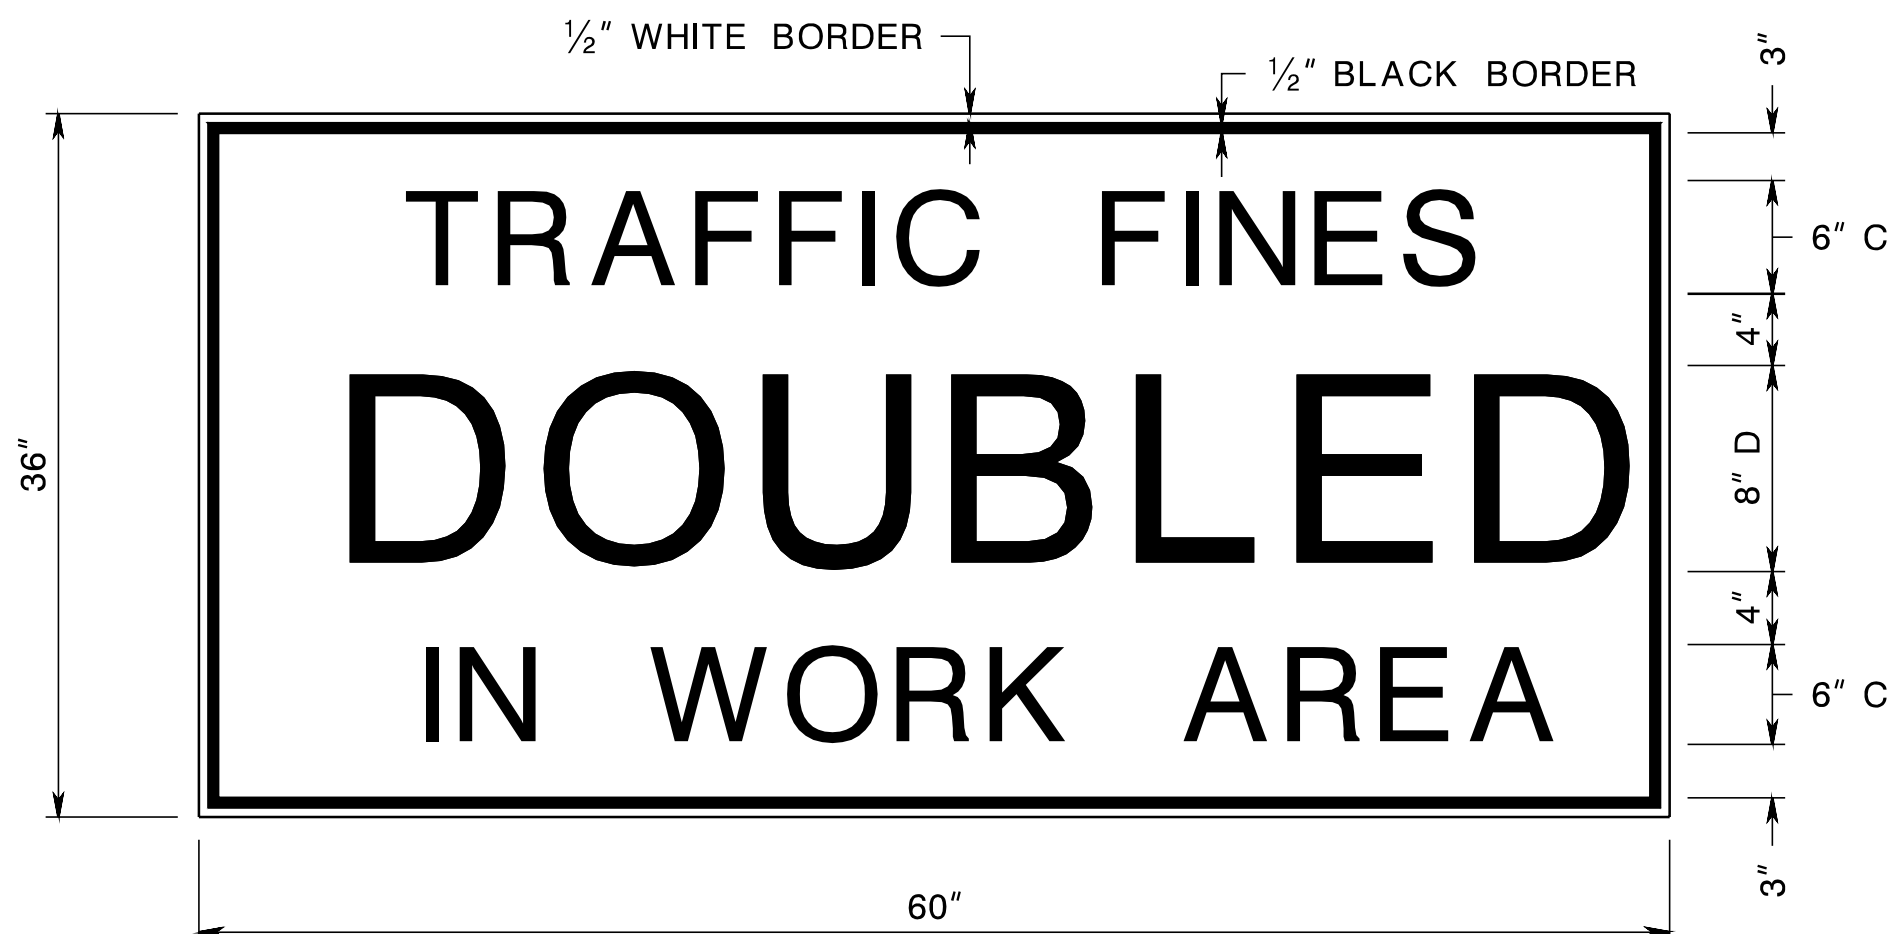 ½" WHITE BORDER
½" BLACK BORDER
3"
TRAFFIC FINES
6" C
4"
DOUBLED
36"
8" D
4"
IN WORK AREA
6" C
3"
60"